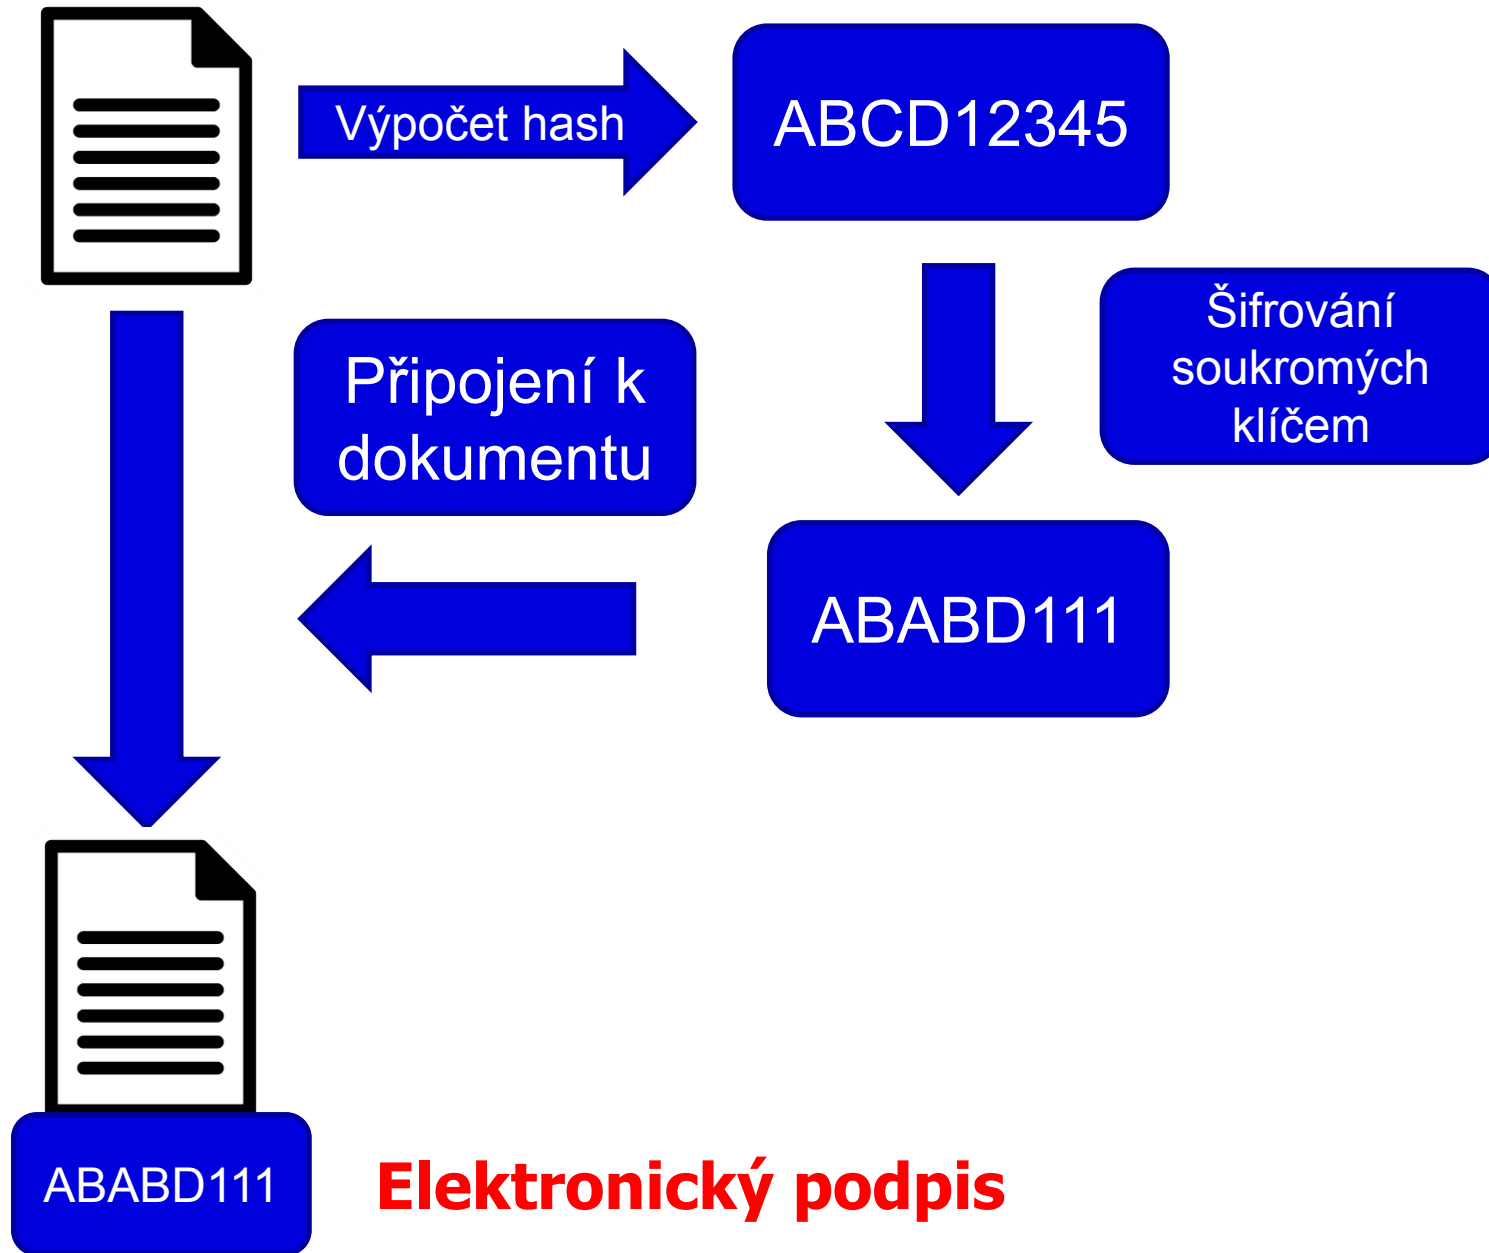 Výpočet hash
ABCD12345
Šifrování
soukromých
klíčem
Připojení k
dokumentu
ABABD111
ABABD111
Elektronický podpis